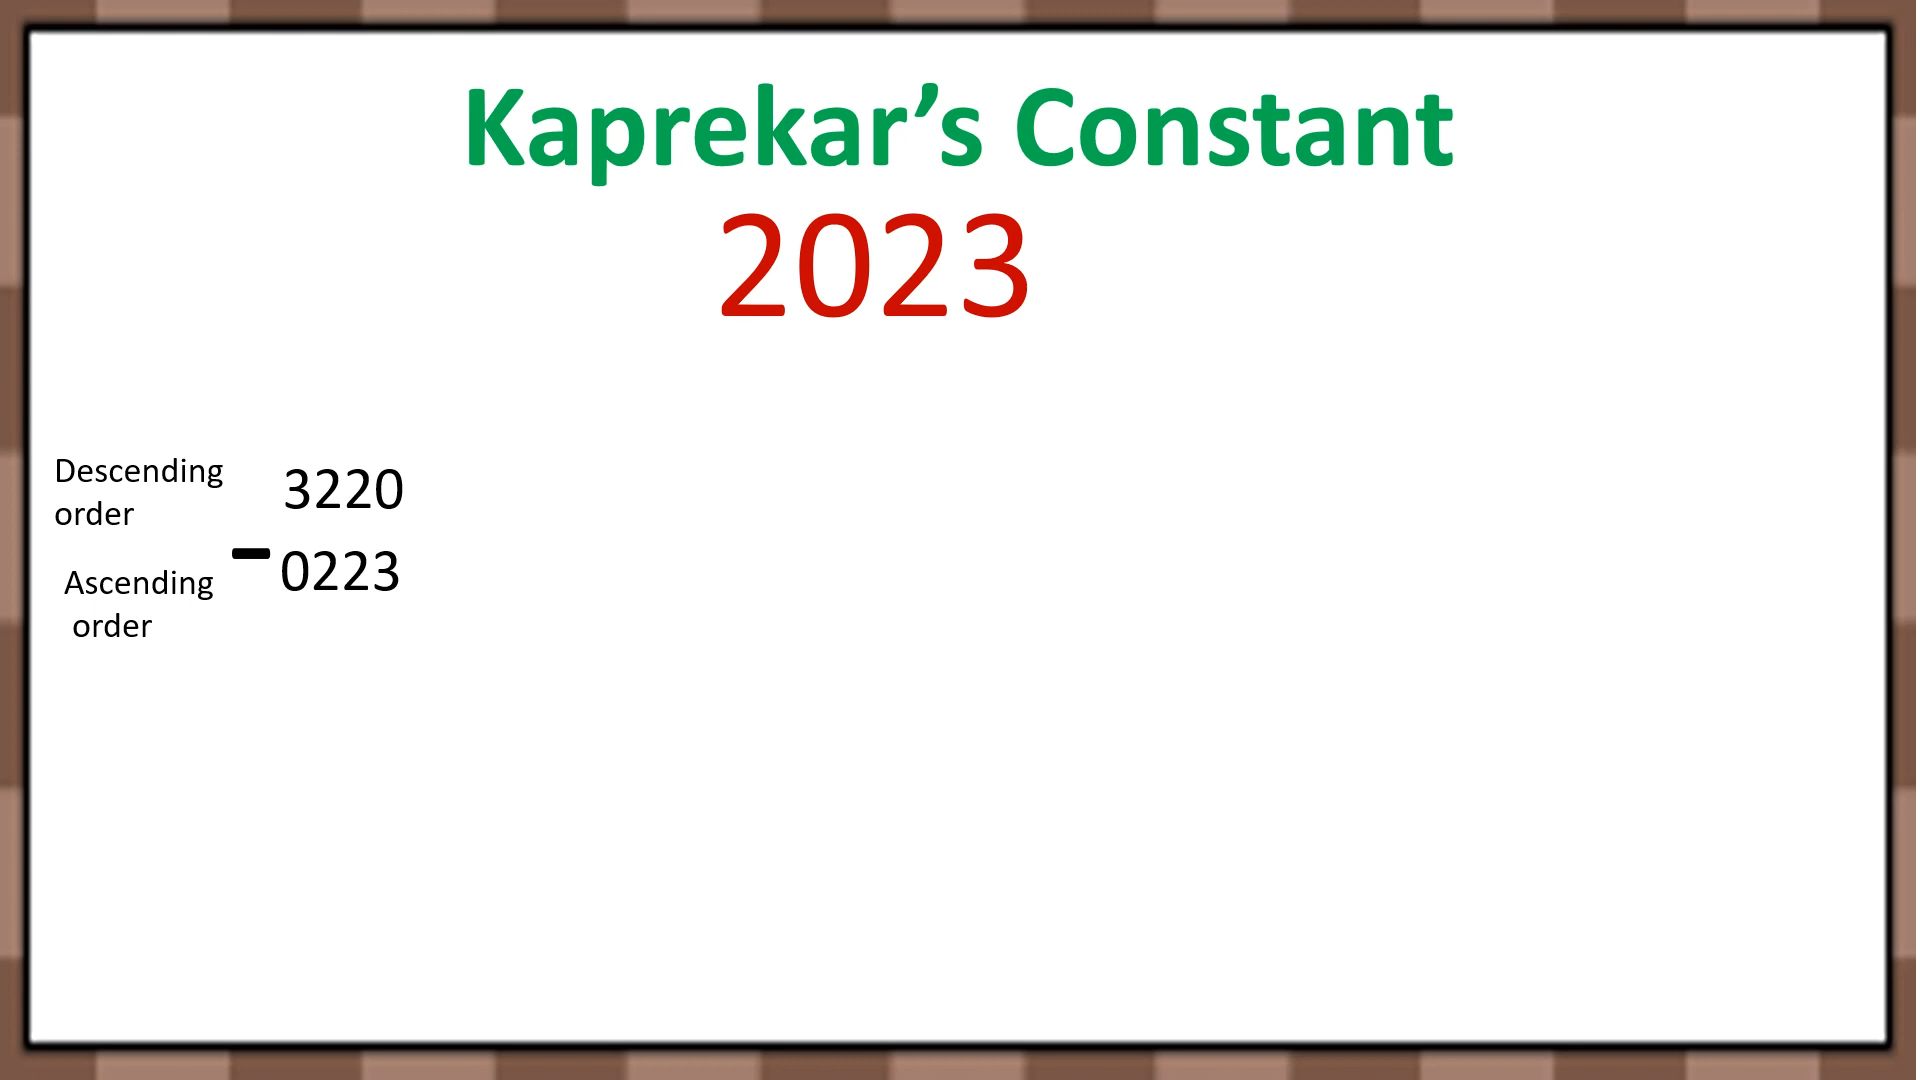 Kaprekar’s Constant
2023
Descending
order
3220
-
0223
Ascending
order